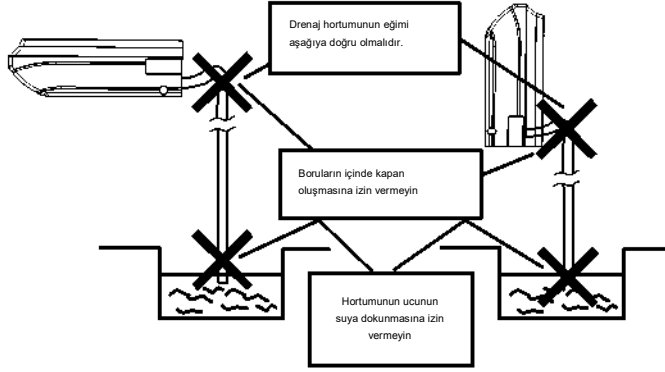 Drenaj hortumunun eğimi
aşağıya doğru olmalıdır.
Boruların içinde kapan
oluşmasına izin vermeyin
Hortumunun ucunun
suya dokunmasına izin
vermeyin